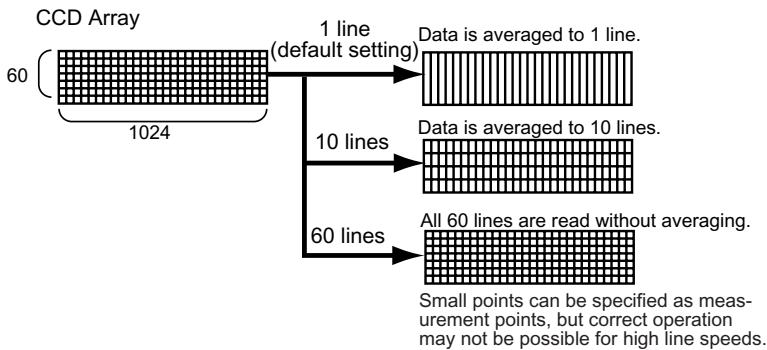 CCD Array
60
1024
1 line
(default setting)
Data is averaged to 1 line.
10 lines
Data is averaged to 10 lines.
60 lines
All 60 lines are read without averaging.
Small points can be specified as meas-
urement points, but correct operation
may not be possible for high line speeds.